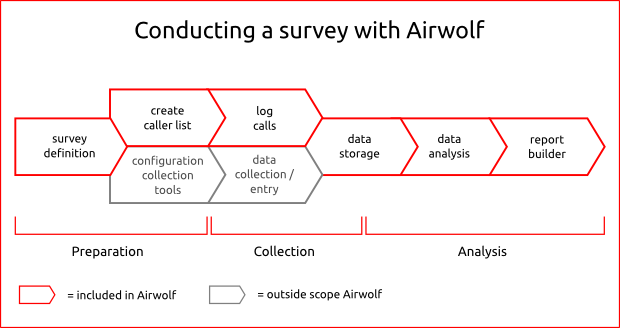 Conducting a survey with Airwolf
survey
definition
create
caller list
configuration
collection
tools
log
calls
data
collection /
entry
data
storage
data
analysis
report
builder
Preparation
Collection
Analysis
= included in Airwolf
= outside scope Airwolf